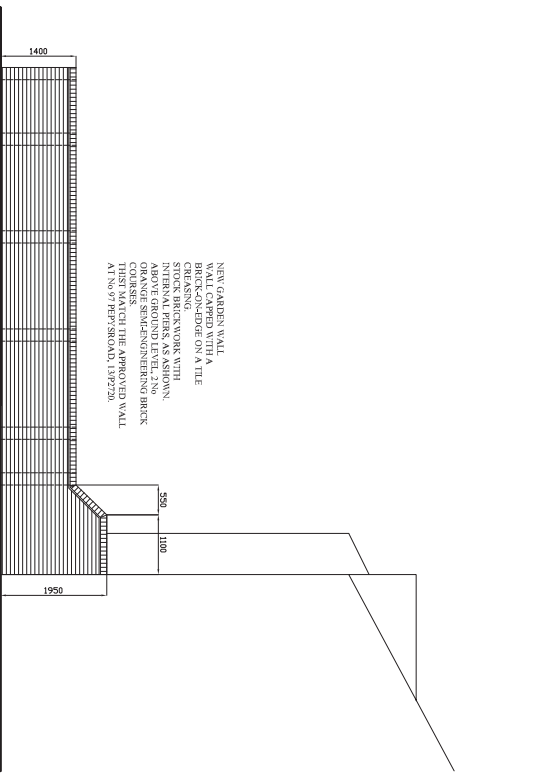 1400
NEW GARDEN WALL
WALL CAPPED WITH A
BRICK-ON-EDGE ON A TILE
CREASING.
STOCK BRICKWORK WITH
INTERNAL PIERS, AS ASHOWN.
ABOVE GROUND LEVEL, 2 No
ORANGE SEMI-ENGINEERING BRICK
COURSES.
THIST MATCH THE APPROVED WALL
AT No 97 PEPYSROAD, 13/P2720.
550
1100
1950